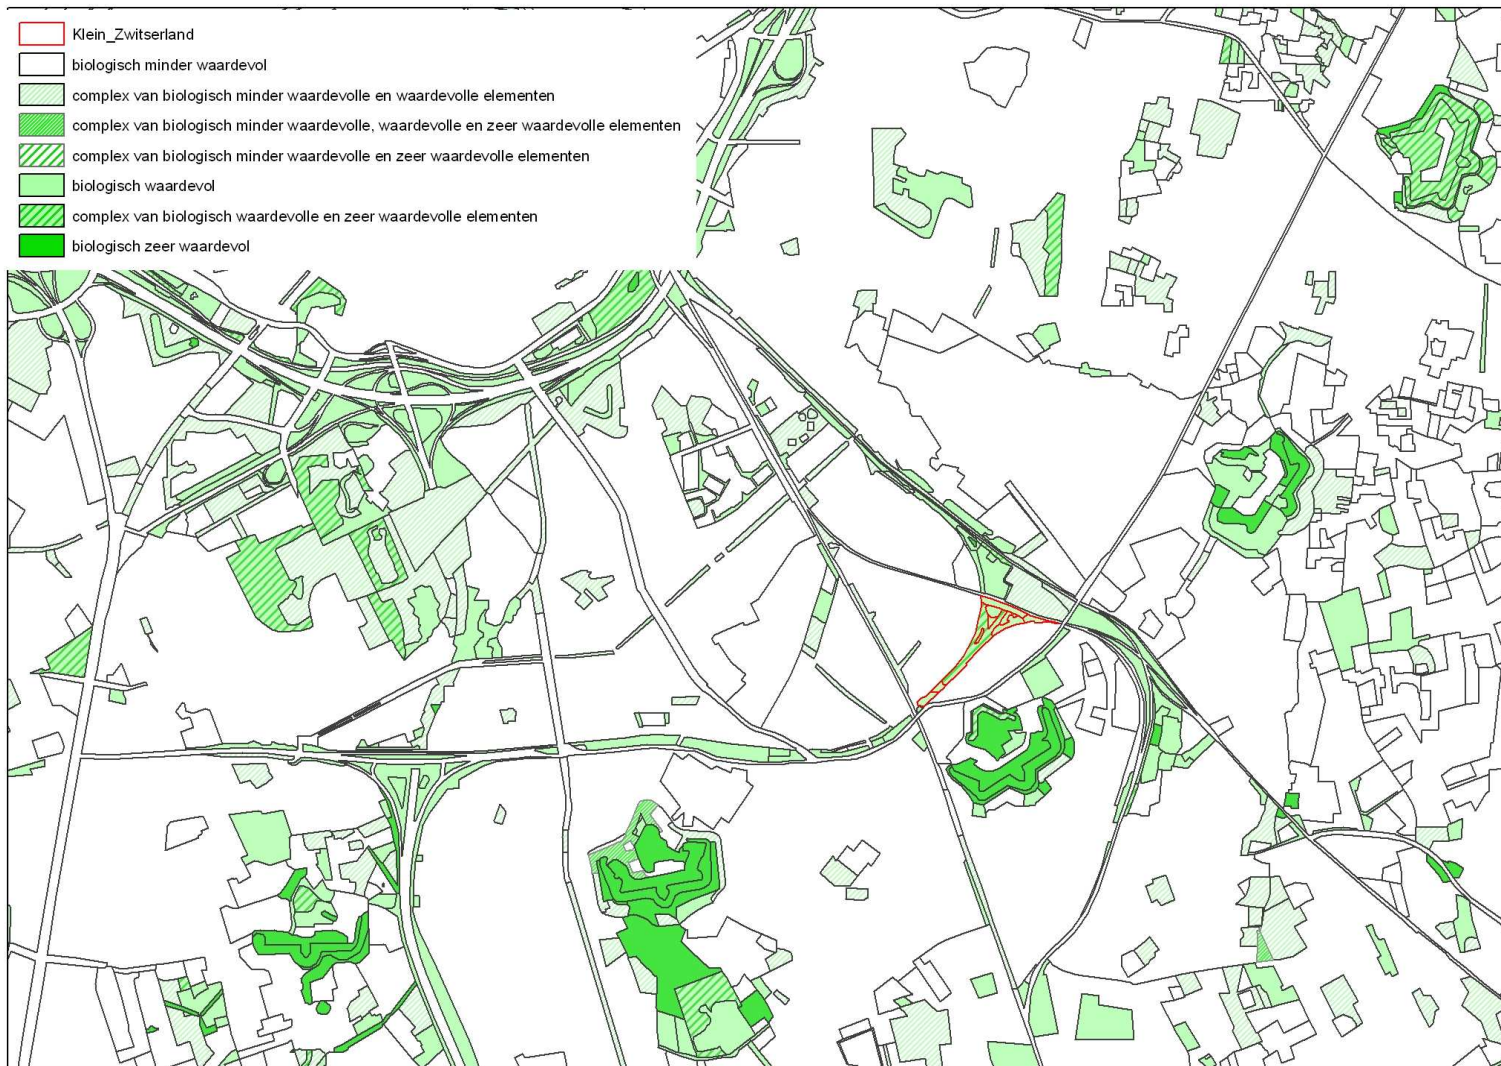 Klein_Zwitserland
biologisch minder waardevol
complex van biologisch minder waardevolle en waardevolle elementen
complex van biologisch minder waardevolle, waardevolle en zeer waardevolle elementen
complex van biologisch minder waardevolle en zeer waardevolle elementen
biologisch waardevol
complex van biologisch waardevolle en zeer waardevolle elementen
biologisch zeer waardevol